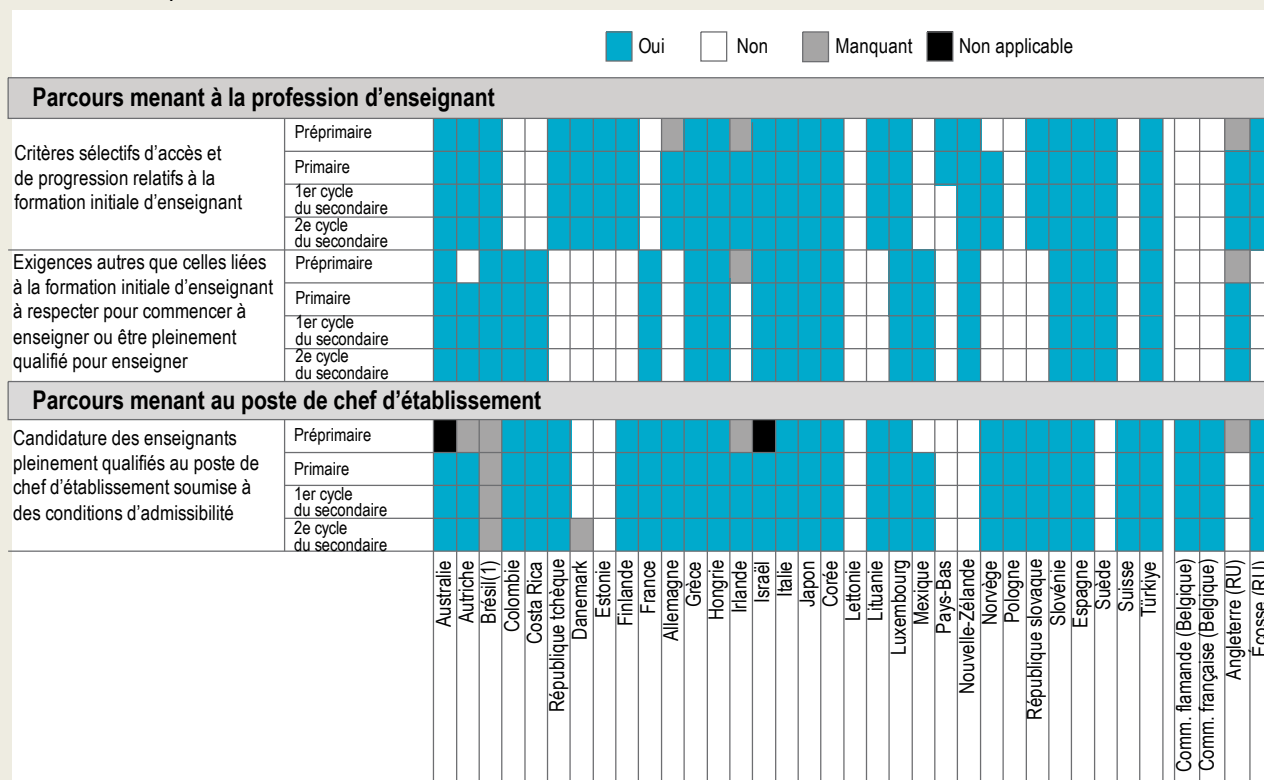 Oui Non Manquant Non applicable
Parcours menant à la profession d'enseignant
Critères sélectifs d'accès et
de progression relatifs à la
formation initiale d'enseignant
Préprimaire
Primaire
1er cycle
du secondaire
2e cycle
du secondaire
Exigences autres que celles liées
à la formation initiale d'enseignant
à respecter pour commencer à
enseigner ou être pleinement
qualifié pour enseigner
Préprimaire
Primaire
1er cycle
du secondaire
2e cycle
du secondaire
Parcours menant au poste de chef d'établissement
Candidature des enseignants
pleinement qualifiés au poste de
chef d'établissement soumise à
des conditions d'admissibilité
Préprimaire
Primaire
1er cycle
du secondaire
2e cycle
du secondaire
Australie
Autriche
Brésil(1)
Colombie
Costa Rica
République tchèque
Danemark
Estonie
Finlande
France
Allemagne
Grèce
Hongrie
Irlande
Israël
Italie
Japon
Corée
Lettonie
Lituanie
Luxembourg
Mexique
Pays-Bas
Nouvelle-Zélande
Norvège
Pologne
République slovaque
Slovénie
Espagne
Suède
Suisse
Türkiye
Comm. flamande (Belgique)
Comm. française (Belgique)
Angleterre (RU)
Écosse (RU)